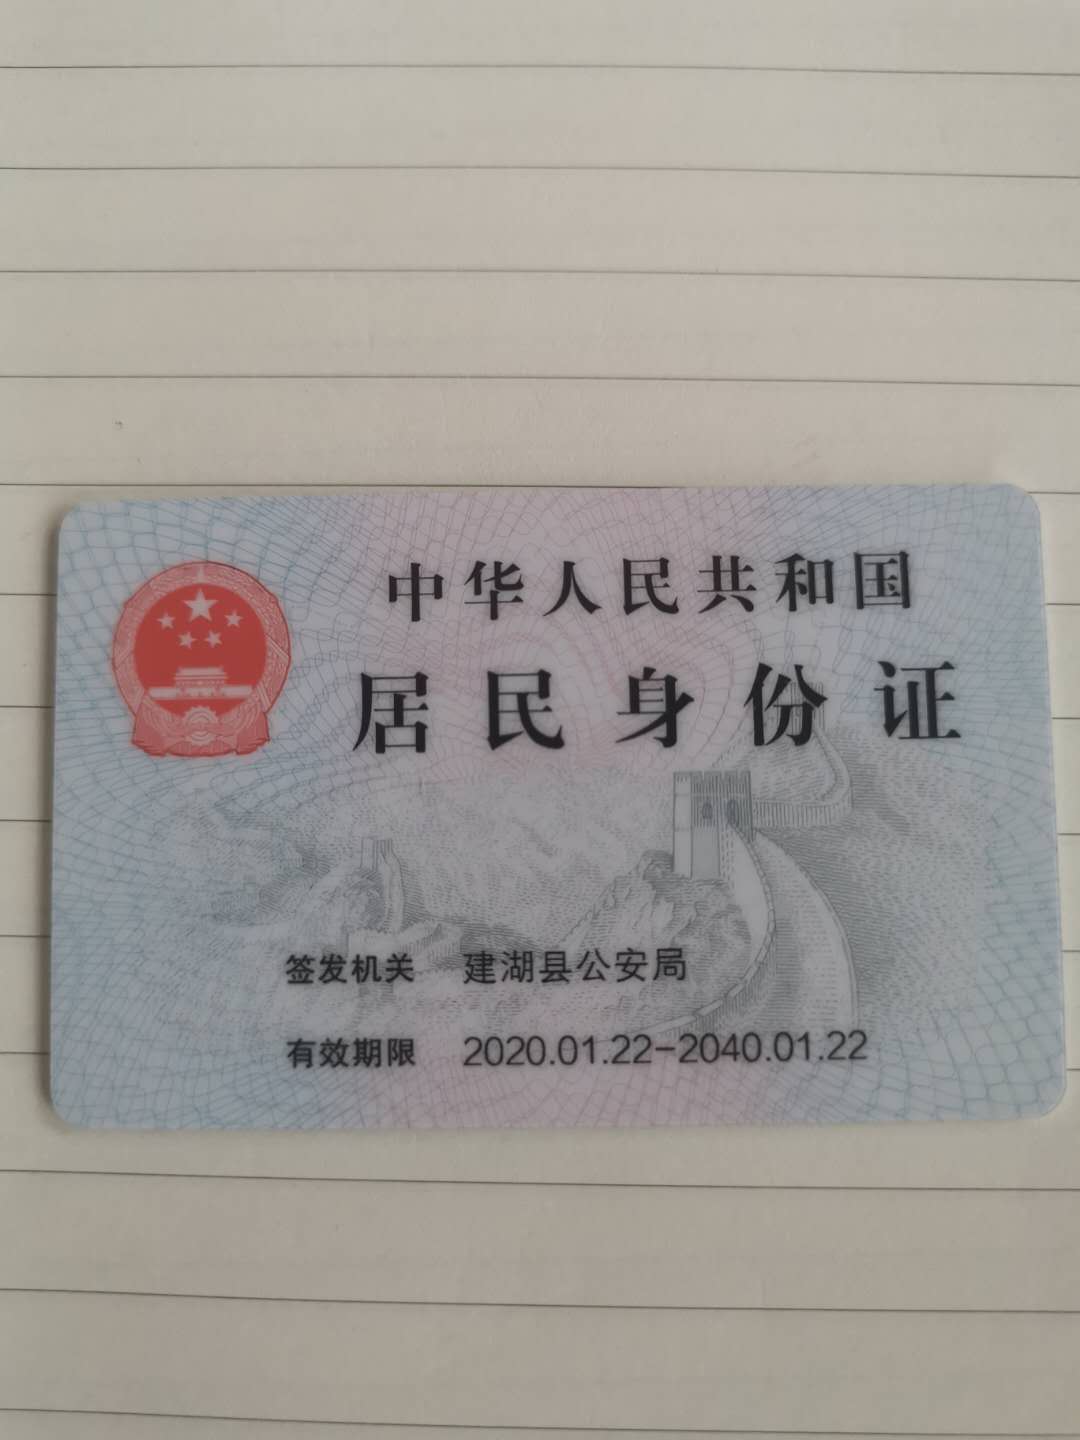 中华人民共和国
居民身份证
签发机关 建湖县公安局
有效期限 2020.01.22-2040.01.22